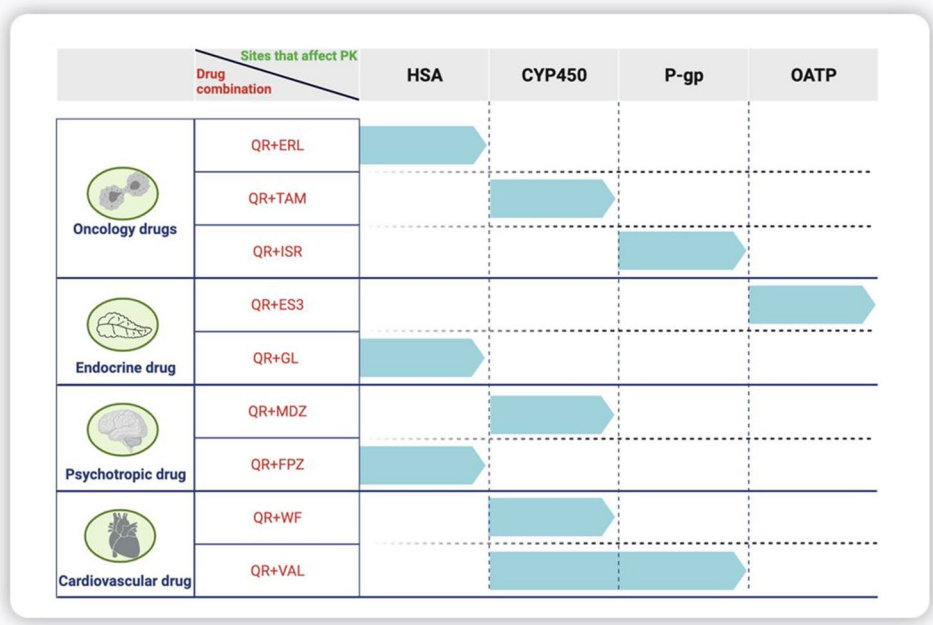 Sites that affect PK
Drug
combination
HSA
CYP450
P-gp
OATP
Oncology drugs
QR+ERL
QR+TAM
QR+ISR
Endocrine drug
QR+ES3
QR+GL
Psychotropic drug
QR+MDZ
QR+FPZ
Cardiovascular drug
QR+WF
QR+VAL